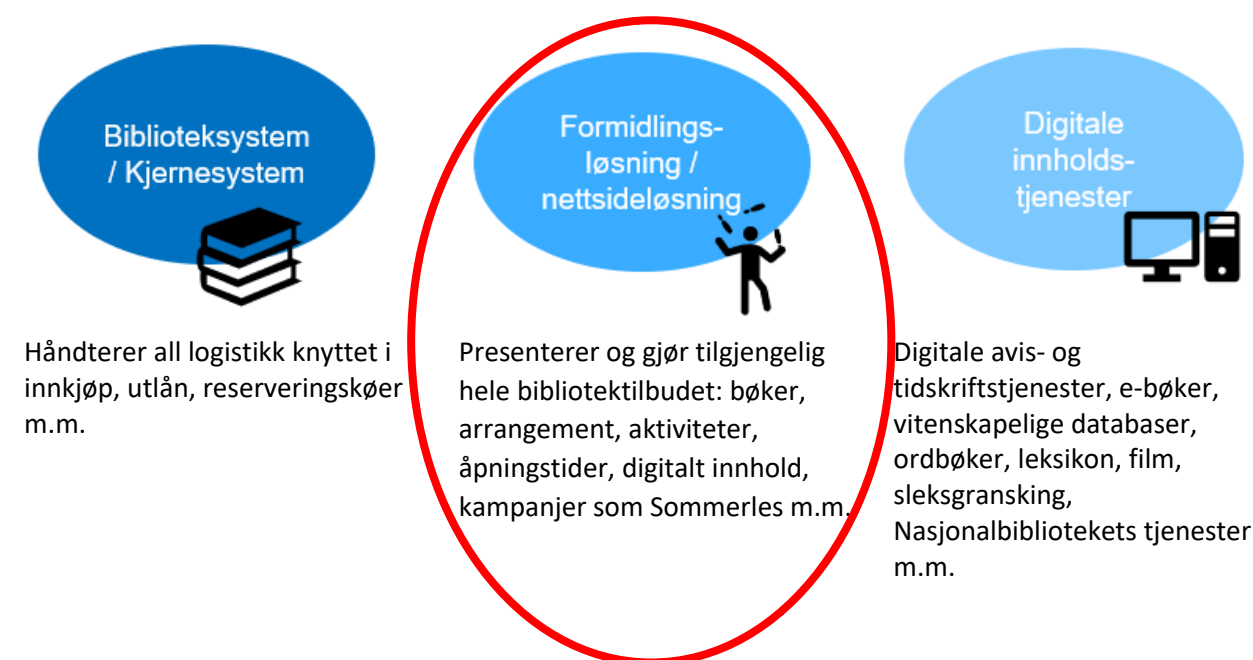 Biblioteksystem
/ Kjernesystem
Håndterer all logistikk knyttet i
innkjøp, utlån, reserveringskøer
m.m.
Formidlings-
løsning /
nettsideløsning
Presenterer og gjør tilgjengelig
hele bibliotektilbudet: bøker,
arrangement, aktiviteter,
åpningstider, digitalt innhold,
kampanjer som Sommerles m.m.
Digitale
innholds-
tjenester
Digitale avis- og
tidskriftstjenester, e-bøker,
vitenskapelige databaser,
ordbøker, leksikon, film,
sleksgransking,
Nasjonalbibliotekets tjenester
m.m.